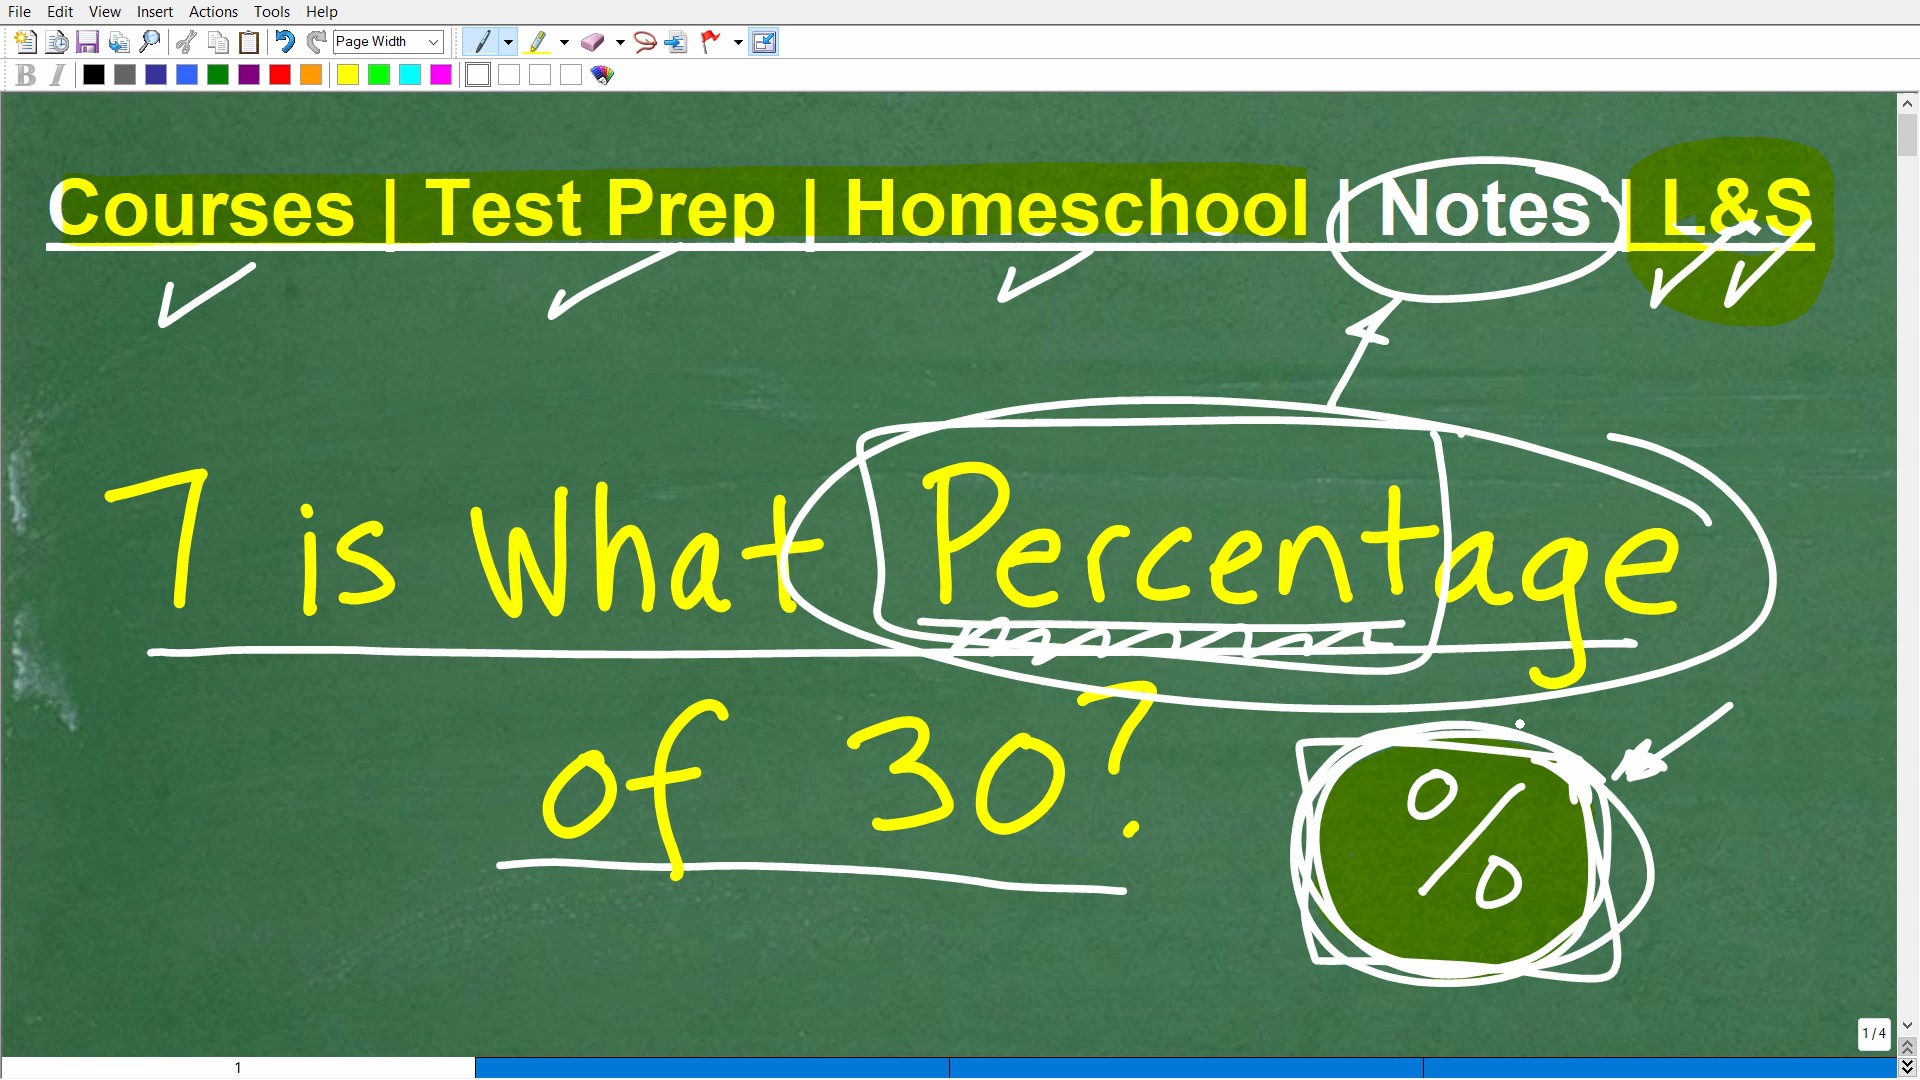 File Edit View Insert Actions Tools Help
Page Width
B I
Courses | Test Prep | Homeschool | Notes | L&S
7 is what Percentage
of 30?
%
1 / 4
1